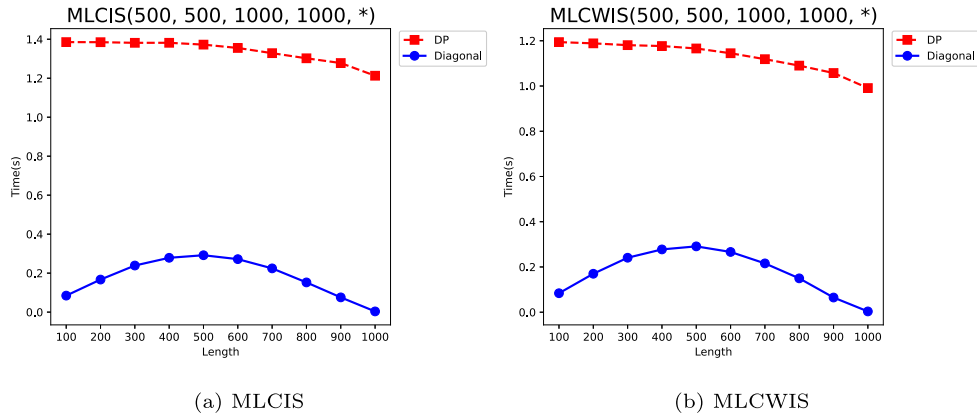 MLCIS(500, 500, 1000, 1000, *)
1.4
1.2
1.0
0.8
0.6
0.4
0.2
0.0
Time(s)
100 200 300 400 500 600 700 800 900 1000
Length
DP
Diagonal
(a) MLCIS
MLCWIS(500, 500, 1000, 1000, *)
1.2
1.0
0.8
0.6
0.4
0.2
0.0
Time(s)
100 200 300 400 500 600 700 800 900 1000
Length
DP
Diagonal
(b) MLCWIS